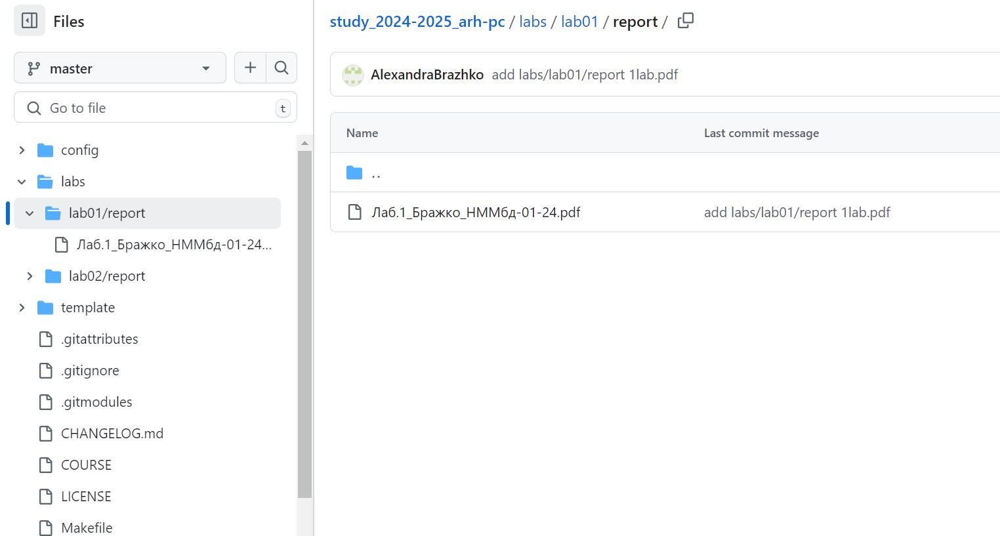 Files
master
Go to file
t
config
labs
lab01/report
Лаб.1_Бражко_НММбд-01-24...
lab02/report
template
.gitattributes
.gitignore
.gitmodules
CHANGELOG.md
COURSE
LICENSE
Makefile
study_2024-2025_arh-pc / labs / lab01 / report /
AlexandraBrazhko add labs/lab01/report 1lab.pdf
Name Last commit message
..
Лаб.1_Бражко_НММбд-01-24.pdf add labs/lab01/report 1lab.pdf